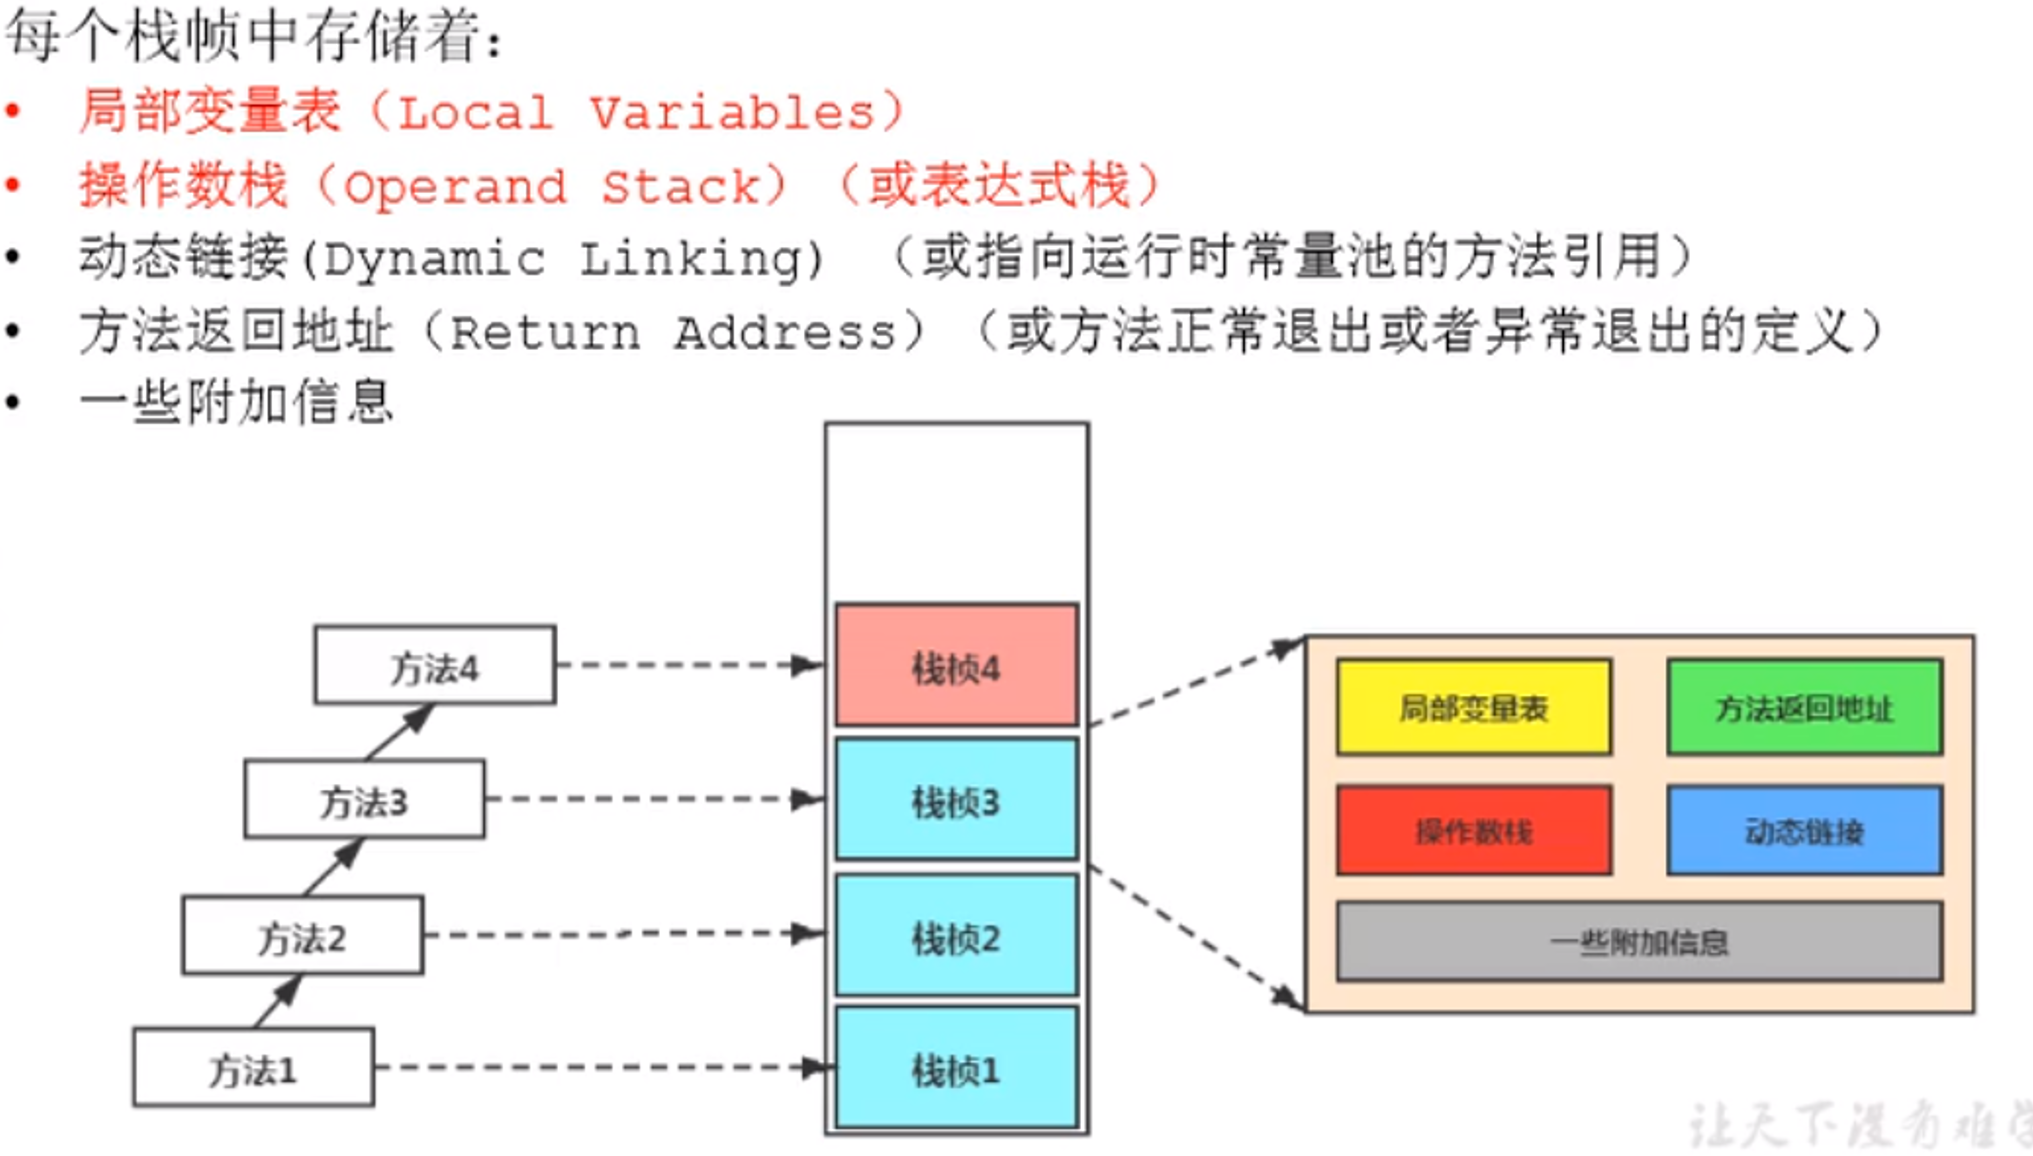 每个栈帧中存储着：
• 局部变量表（Local Variables）
• 操作数栈（Operand Stack）（或表达式栈）
• 动态链接(Dynamic Linking) （或指向运行时常量池的方法引用）
• 方法返回地址（Return Address）（或方法正常退出或者异常退出的定义）
• 一些附加信息
方法4
栈桢4
局部变量表
方法返回地址
方法3
栈桢3
操作数栈
动态链接
方法2
栈桢2
一些附加信息
方法1
栈桢1
让天下没有难学